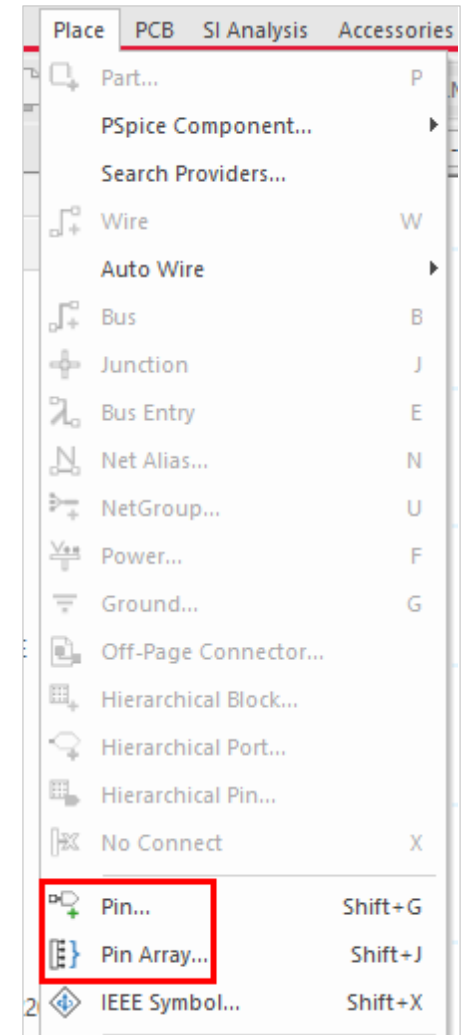 Place PCB SI Analysis Accessories
Part... P
PSpice Component...
Search Providers...
Wire W
Auto Wire
Bus B
Junction J
Bus Entry E
Net Alias... N
NetGroup... U
Power... F
Ground... G
Off-Page Connector...
Hierarchical Block...
Hierarchical Port...
Hierarchical Pin...
No Connect X
Pin... Shift+G
Pin Array... Shift+J
IEEE Symbol... Shift+X